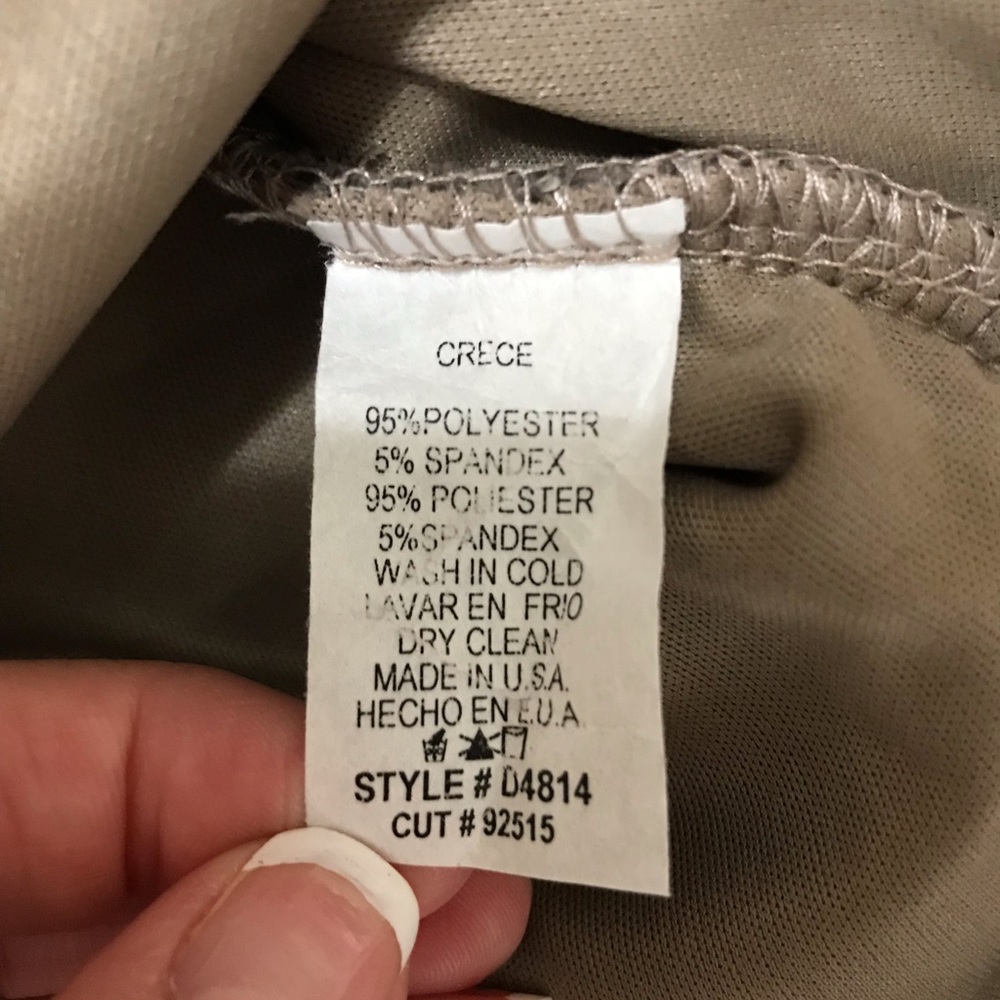 CRECE
95%POLYESTER
5% SPANDEX
95% POLIESTER
5%SPANDEX
WASH IN COLD
LAVAR EN FRIO
DRY CLEAN
MADE IN U.S.A.
HECHO EN E.U.A.
STYLE # D4814
CUT # 92515